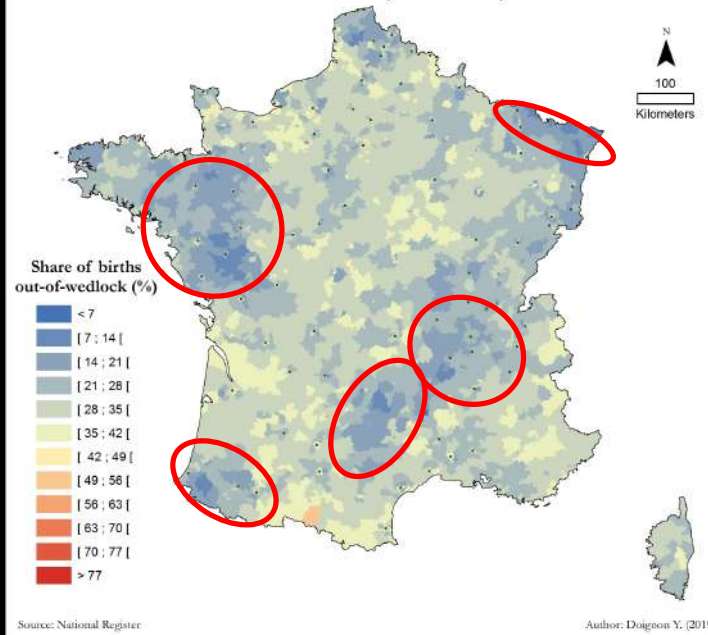 N
100
Kilometers
Share of births
out-of-wedlock (%)
< 7
[ 7 ; 14 [
[ 14 ; 21 [
[ 21 ; 28 [
[ 28 ; 35 [
[ 35 ; 42 [
[ 42 ; 49 [
[ 49 ; 56 [
[ 56 ; 63 [
[ 63 ; 70 [
[ 70 ; 77 [
> 77
Source: National Register
Author: Doignon Y. (2019